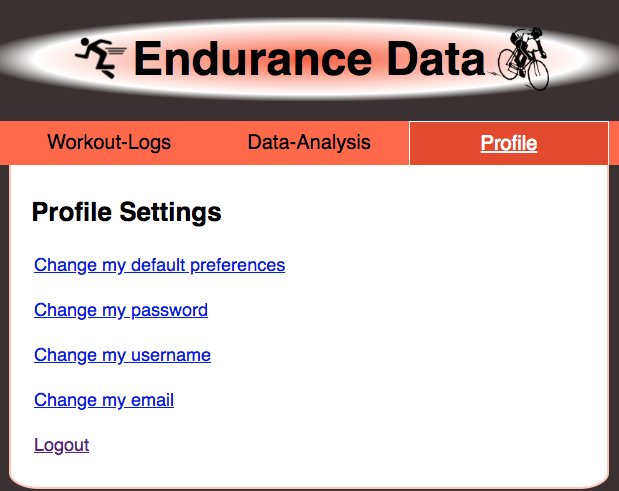 Endurance Data
Workout-Logs Data-Analysis Profile
Profile Settings
Change my default preferences
Change my password
Change my username
Change my email
Logout